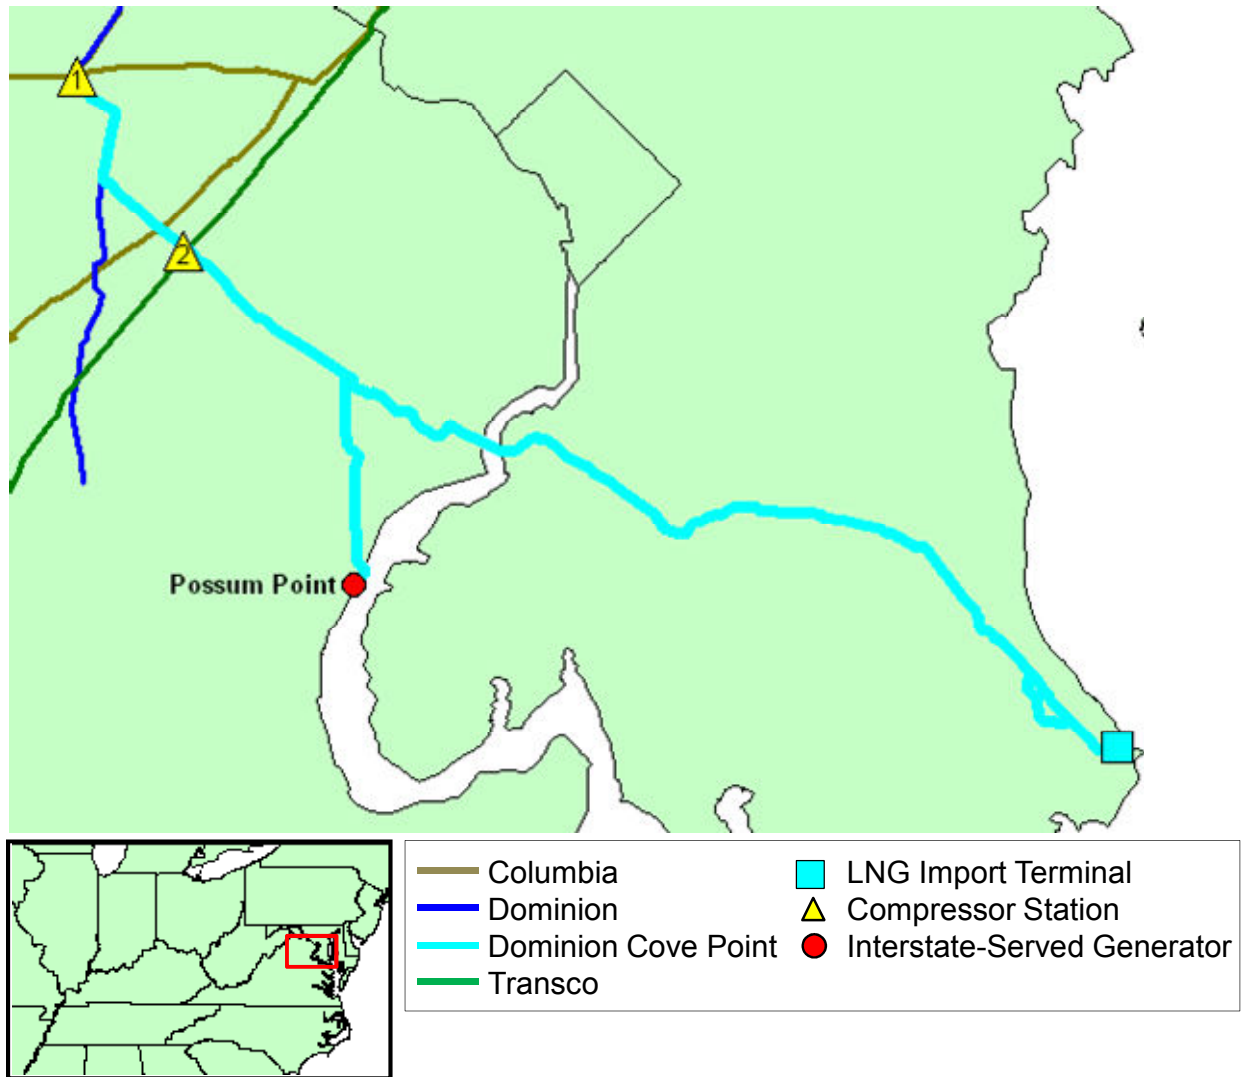 1
2
Possum Point
Columbia
Dominion
Dominion Cove Point
Transco
LNG Import Terminal
Compressor Station
Interstate-Served Generator